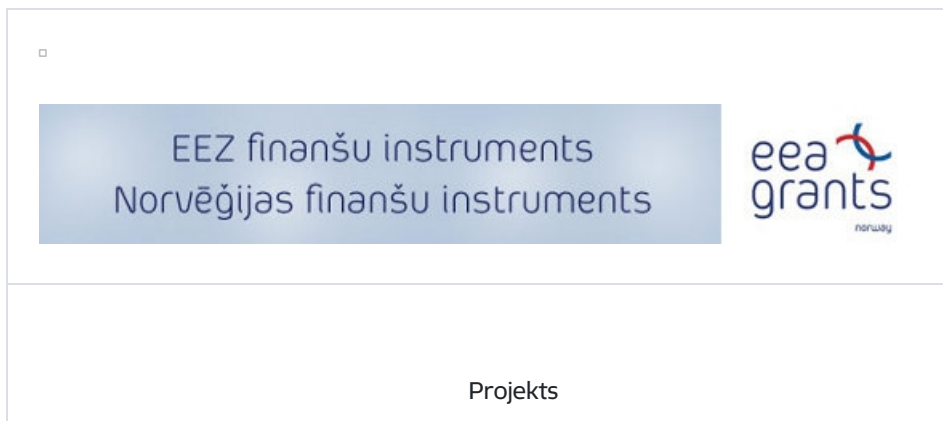 EEZ finanšu instruments
Norvēģijas finanšu instruments
eea
grants
norway
Projekts